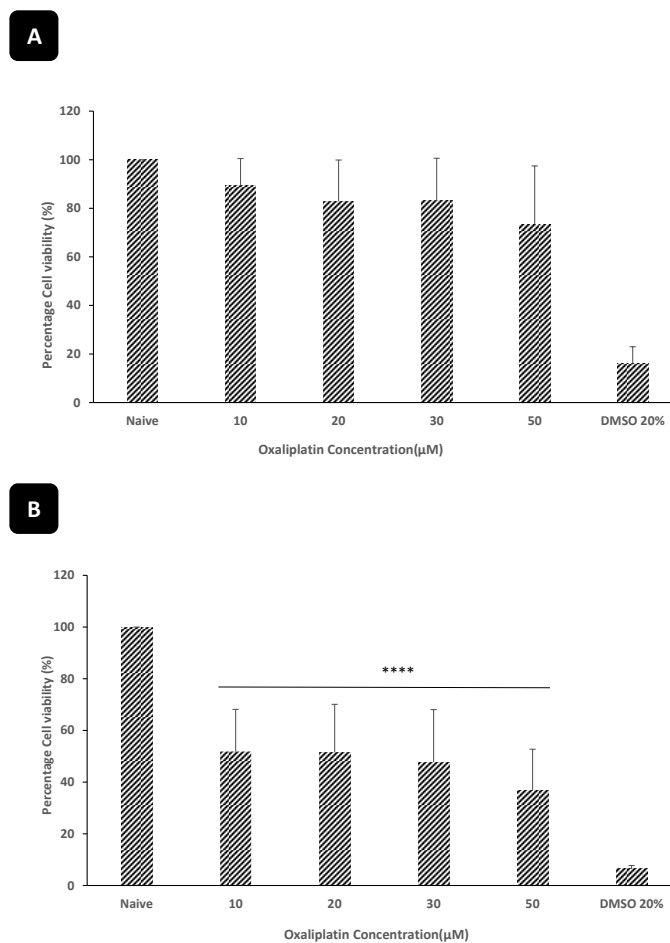 A
Percentage Cell viability (%)
120
100
80
60
40
20
0
Naive 10 20 30 50 DMSO 20%
Oxaliplatin Concentration(µM)
B
Percentage Cell viability (%)
120
100
80
60
40
20
0
****
Naive 10 20 30 50 DMSO 20%
Oxaliplatin Concentration(µM)